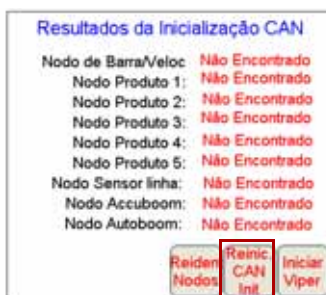 Resultados da Inicialização CAN
Nodo de Barra/Veloc Não Encontrado
Nodo Produto 1: Não Encontrado
Nodo Produto 2: Não Encontrado
Nodo Produto 3: Não Encontrado
Nodo Produto 4: Não Encontrado
Nodo Produto 5: Não Encontrado
Nodo Sensor linha: Não Encontrado
Nodo Accuboom: Não Encontrado
Nodo Autoboom: Não Encontrado
Reiden Nodos
Reinic. CAN Init
Iniciar Viper